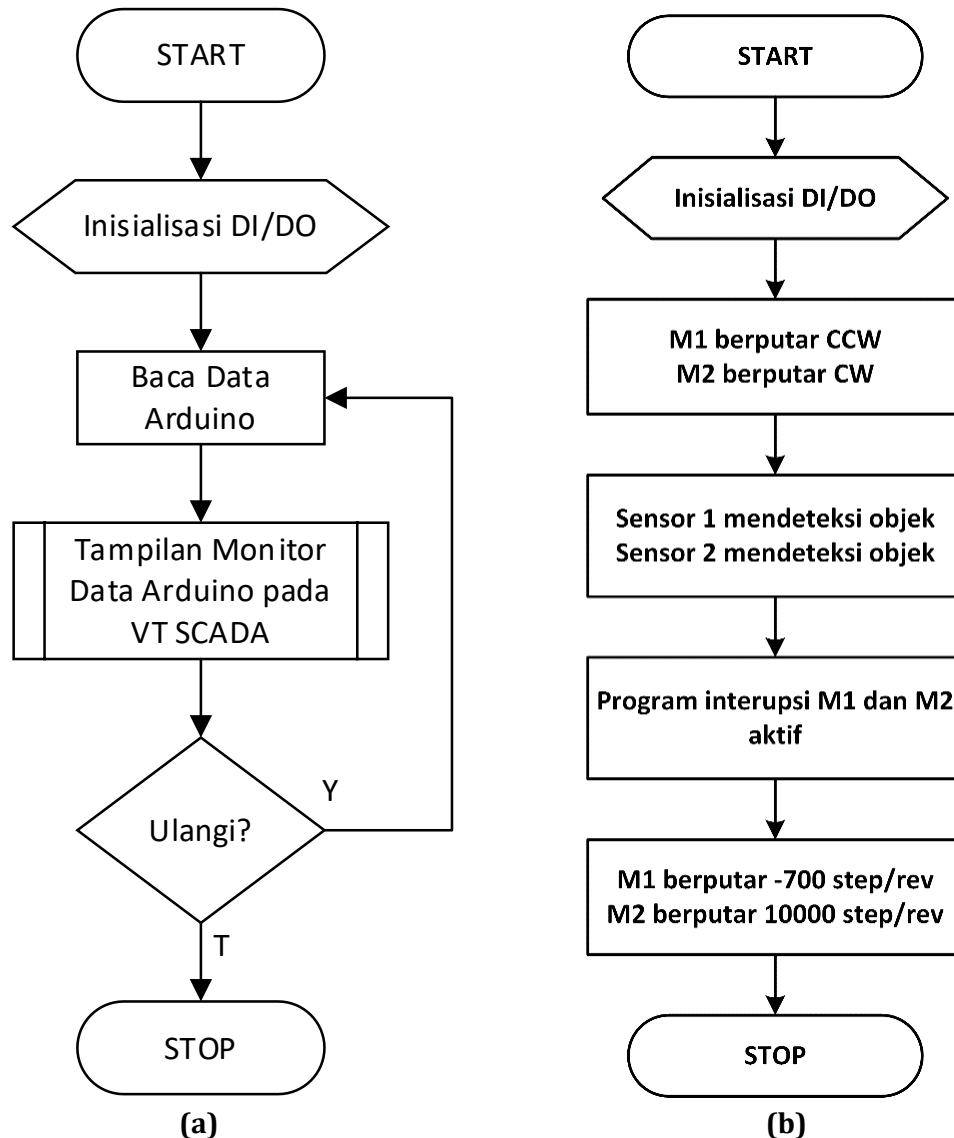 START
Inisialisasi DI/DO
Baca Data
Arduino
Tampilan Monitor
Data Arduino pada
VT SCADA
Ulangi?
Y
T
STOP
(a)
START
Inisialisasi DI/DO
M1 berputar CCW
M2 berputar CW
Sensor 1 mendeteksi objek
Sensor 2 mendeteksi objek
Program interupsi M1 dan M2
aktif
M1 berputar -700 step/rev
M2 berputar 10000 step/rev
STOP
(b)